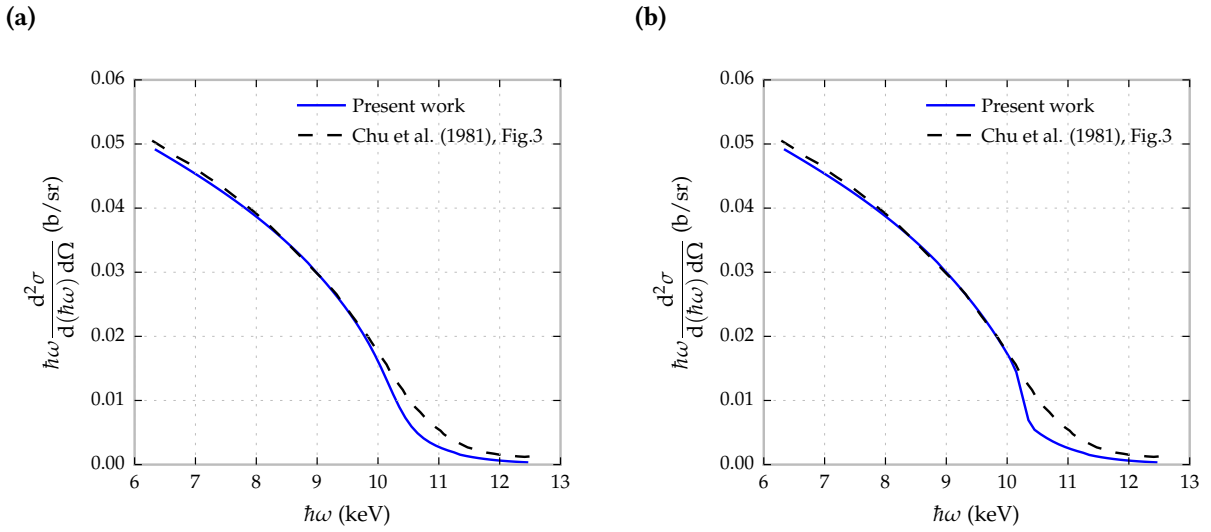 (a)
0.06
0.05
0.04
0.03
0.02
0.01
0.00
ħω d²σ / d(ħω) dΩ (b/sr)
Present work
Chu et al. (1981), Fig.3
6 7 8 9 10 11 12 13
ħω (keV)
(b)
0.06
0.05
0.04
0.03
0.02
0.01
0.00
ħω d²σ / d(ħω) dΩ (b/sr)
Present work
Chu et al. (1981), Fig.3
6 7 8 9 10 11 12 13
ħω (keV)